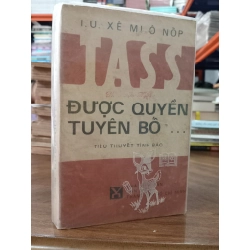 I.U. XÊ MI Ô NỐP
TASS
ĐƯỢC QUYỀN
TUYÊN BỐ ...
TIỂU THUYẾT TÌNH BÁO